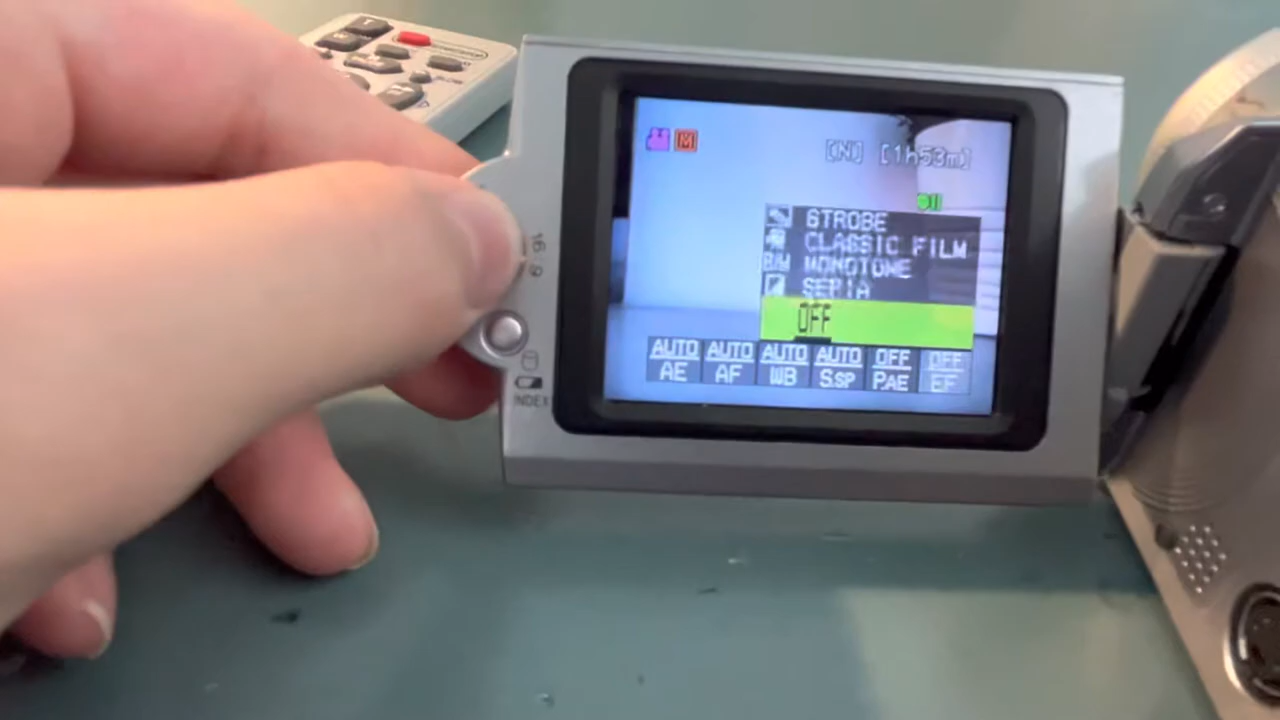 [N] [1h53m]
STROBE
CLASSIC FILM
B/W MONOTONE
SEPIA
OFF
AUTO AUTO AUTO AUTO OFF OFF
AE AF WB S.SP P.AE EF
16:9
INDEX
T
M